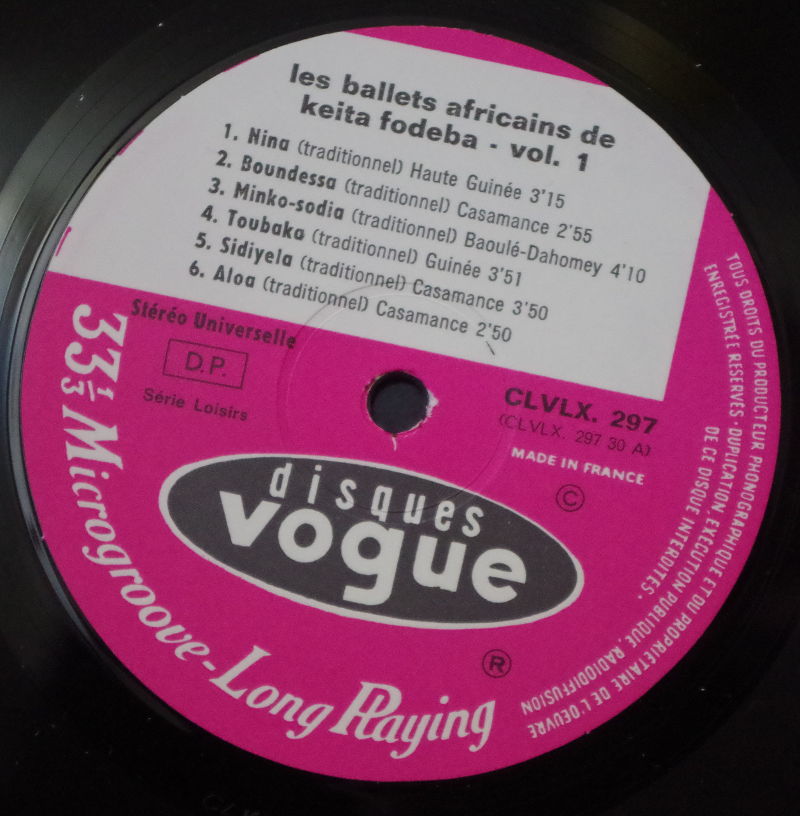 les ballets africains de
keita fodeba - vol. 1
1. Nina (traditionnel) Haute Guinée 3'15
2. Boundessa (traditionnel) Casamance 2'55
3. Minko-sodia (traditionnel) Baoulé-Dahomey 4'10
4. Toubaka (traditionnel) Guinée 3'51
5. Sidiyela (traditionnel) Casamance 3'50
6. Aloa (traditionnel) Casamance 2'50
Stéréo Universelle
D.P.
Série Loisirs
CLVLX. 297
(CLVLX. 297 30 A)
MADE IN FRANCE
©
disques
vogue
®
33 1/3 Microgroove-Long Playing
TOUS DROITS DU PRODUCTEUR PHONOGRAPHIQUE ET DU PROPRIETAIRE DE L'OEUVRE
ENREGISTRÉE RESERVES · DUPLICATION, EXECUTION PUBLIQUE, RADIODIFFUSION
DE CE DISQUE INTERDITES.